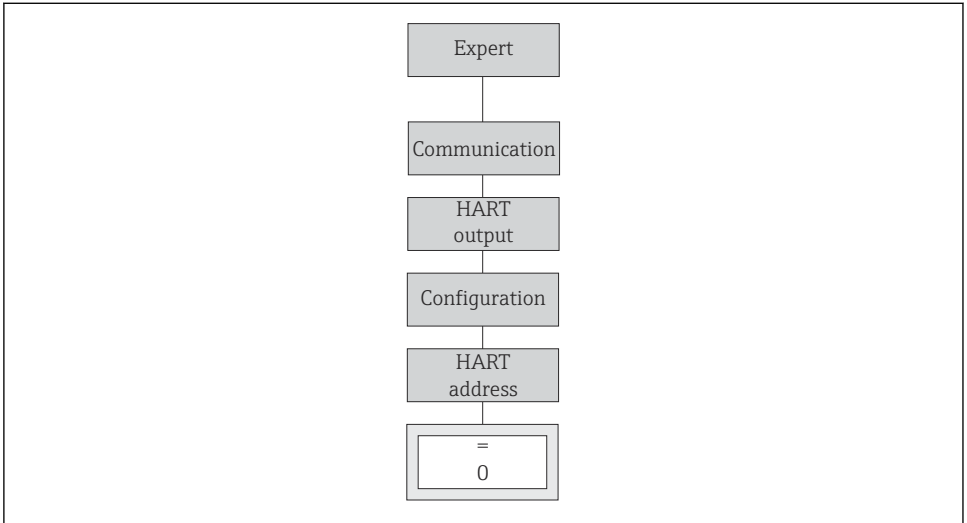 Expert
Communication
HART
output
Configuration
HART
address
=
0